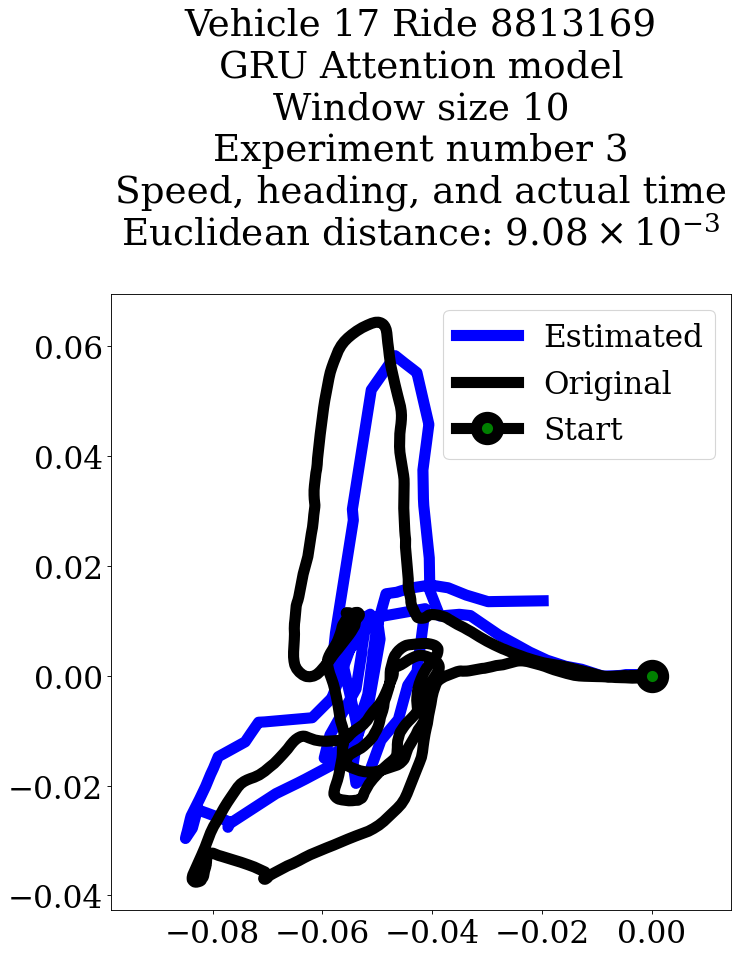 Vehicle 17 Ride 8813169
GRU Attention model
Window size 10
Experiment number 3
Speed, heading, and actual time
Euclidean distance: 9.08 × 10⁻³
Estimated
Original
Start
0.06
0.04
0.02
0.00
−0.02
−0.04
−0.08 −0.06 −0.04 −0.02 0.00